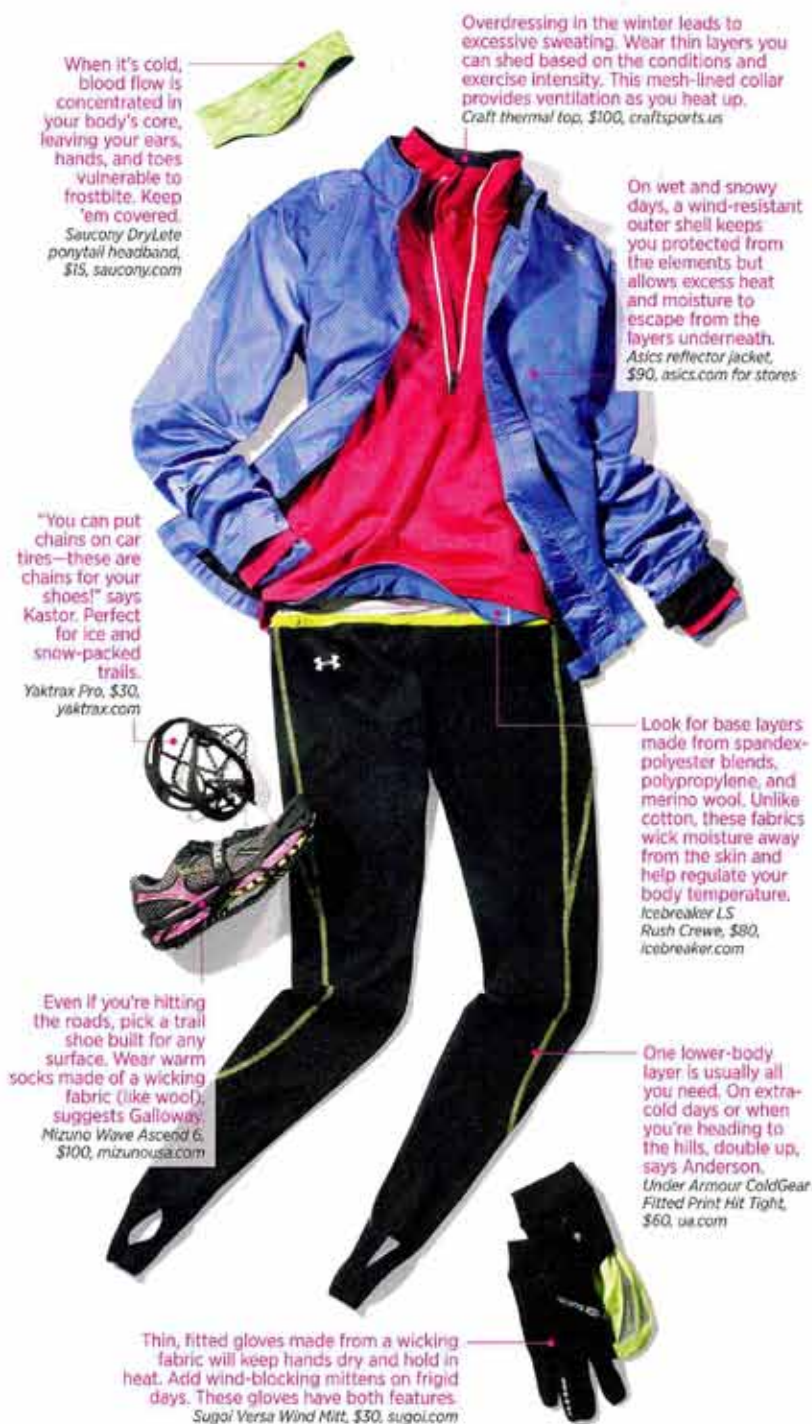 When it's cold,
blood flow is
concentrated in
your body's core,
leaving your ears,
hands, and toes
vulnerable to
frostbite. Keep
'em covered.
Saucony DryLete
ponytail headband,
$15, saucony.com
Overdressing in the winter leads to
excessive sweating. Wear thin layers you
can shed based on the conditions and
exercise intensity. This mesh-lined collar
provides ventilation as you heat up.
Craft thermal top, $100, craftsports.us
On wet and snowy
days, a wind-resistant
outer shell keeps
you protected from
the elements but
allows excess heat
and moisture to
escape from the
layers underneath.
Asics reflector jacket,
$90, asics.com for stores
"You can put
chains on car
tires—these are
chains for your
shoes!" says
Kastor. Perfect
for ice and
snow-packed
trails.
Yaktrax Pro, $30,
yaktrax.com
Look for base layers
made from spandex-
polyester blends,
polypropylene, and
merino wool. Unlike
cotton, these fabrics
wick moisture away
from the skin and
help regulate your
body temperature.
Icebreaker LS
Rush Crewe, $80,
icebreaker.com
Even if you're hitting
the roads, pick a trail
shoe built for any
surface. Wear warm
socks made of a wicking
fabric (like wool),
suggests Galloway.
Mizuno Wave Ascend 6,
$100, mizunousa.com
One lower-body
layer is usually all
you need. On extra-
cold days or when
you're heading to
the hills, double up,
says Anderson.
Under Armour ColdGear
Fitted Print Hit Tight,
$60, ua.com
Thin, fitted gloves made from a wicking
fabric will keep hands dry and hold in
heat. Add wind-blocking mittens on frigid
days. These gloves have both features.
Sugoi Versa Wind Mitt, $30, sugoi.com